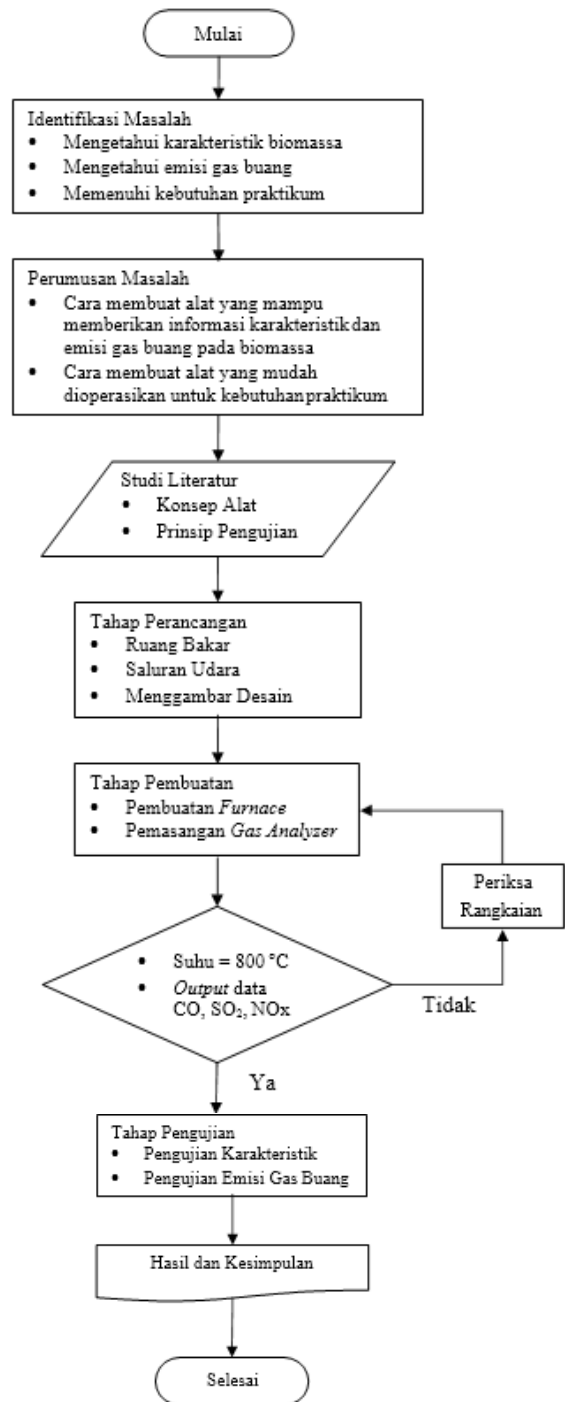 Mulai
Identifikasi Masalah
• Mengetahui karakteristik biomassa
• Mengetahui emisi gas buang
• Memenuhi kebutuhan praktikum
Perumusan Masalah
• Cara membuat alat yang mampu
memberikan informasi karakteristik dan
emisi gas buang pada biomassa
• Cara membuat alat yang mudah
dioperasikan untuk kebutuhan praktikum
Studi Literatur
• Konsep Alat
• Prinsip Pengujian
Tahap Perancangan
• Ruang Bakar
• Saluran Udara
• Menggambar Desain
Tahap Pembuatan
• Pembuatan Furnace
• Pemasangan Gas Analyzer
Periksa
Rangkaian
• Suhu = 800 °C
• Output data
CO, SO₂, NOx
Tidak
Ya
Tahap Pengujian
• Pengujian Karakteristik
• Pengujian Emisi Gas Buang
Hasil dan Kesimpulan
Selesai